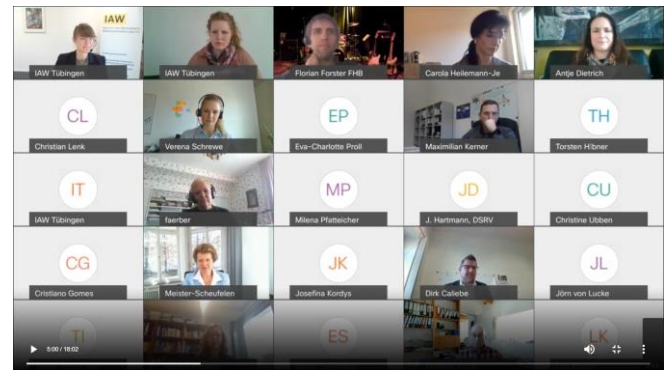 IAW
IAW Tübingen
IAW Tübingen
Florian Forster FHB
Carola Heilemann-Je
Antje Dietrich
CL
Christian Lenk
Verena Schrewe
EP
Eva-Charlotte Proll
Maximilian Kerner
TH
Torsten Hibner
IT
IAW Tübingen
faerber
MP
Milena Pfatteicher
JD
J. Hartmann, DSRV
CU
Christine Ubben
CG
Cristiano Gomes
Meister-Scheufelen
JK
Josefina Kordys
Dirk Caliebe
JL
Jörn von Lucke
TI
ES
LK
5:00 / 18:02